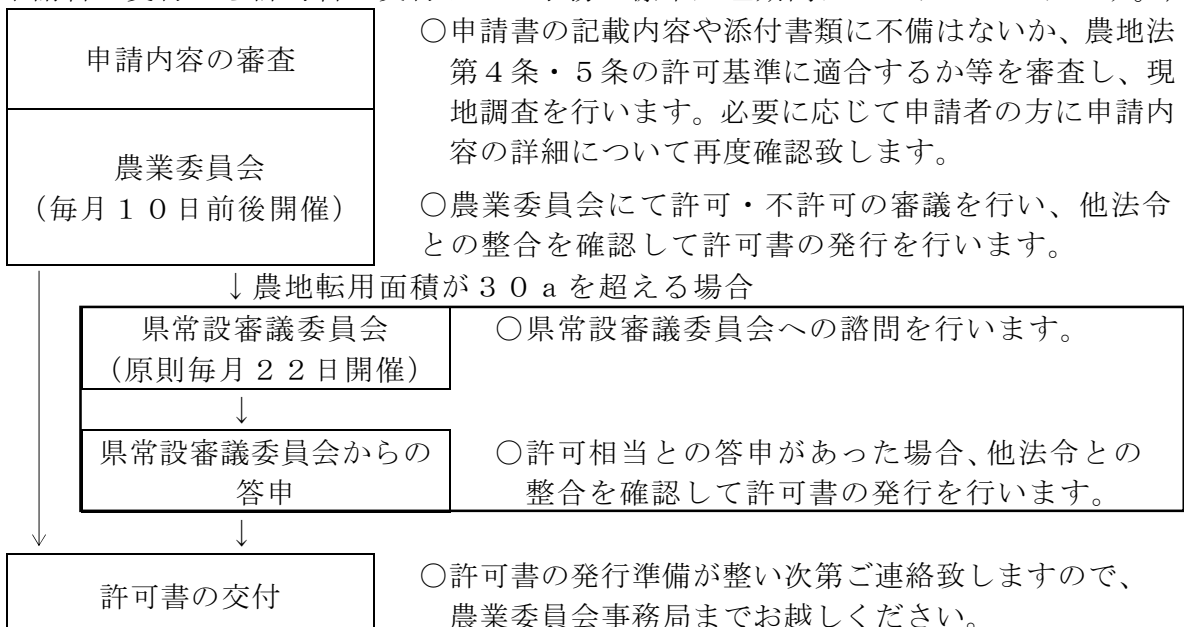 申請内容の審査
○申請書の記載内容や添付書類に不備はないか、農地法
第４条・５条の許可基準に適合するか等を審査し、現
地調査を行います。必要に応じて申請者の方に申請内
容の詳細について再度確認致します。
農業委員会
（毎月１０日前後開催）
○農業委員会にて許可・不許可の審議を行い、他法令
との整合を確認して許可書の発行を行います。
↓農地転用面積が３０ａを超える場合
県常設審議委員会
（原則毎月２２日開催）
○県常設審議委員会への諮問を行います。
↓
県常設審議委員会からの
答申
○許可相当との答申があった場合、他法令との
整合を確認して許可書の発行を行います。
↓
許可書の交付
○許可書の発行準備が整い次第ご連絡致しますので、
農業委員会事務局までお越しください。